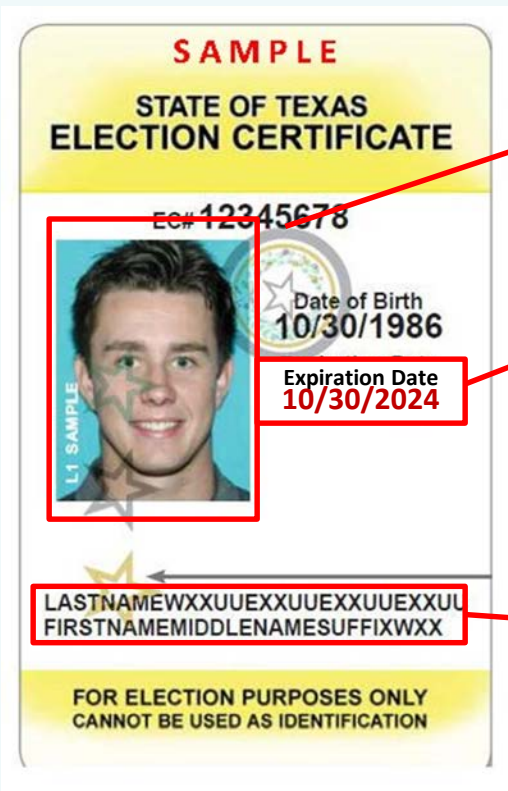 SAMPLE
STATE OF TEXAS
ELECTION CERTIFICATE
EC# 12345678
Date of Birth
10/30/1986
Expiration Date
10/30/2024
L1 SAMPLE
LASTNAMEWXXUUEXXUUEXXUUEXXUU
FIRSTNAMEMIDDLENAMESUFFIXWXX
FOR ELECTION PURPOSES ONLY
CANNOT BE USED AS IDENTIFICATION